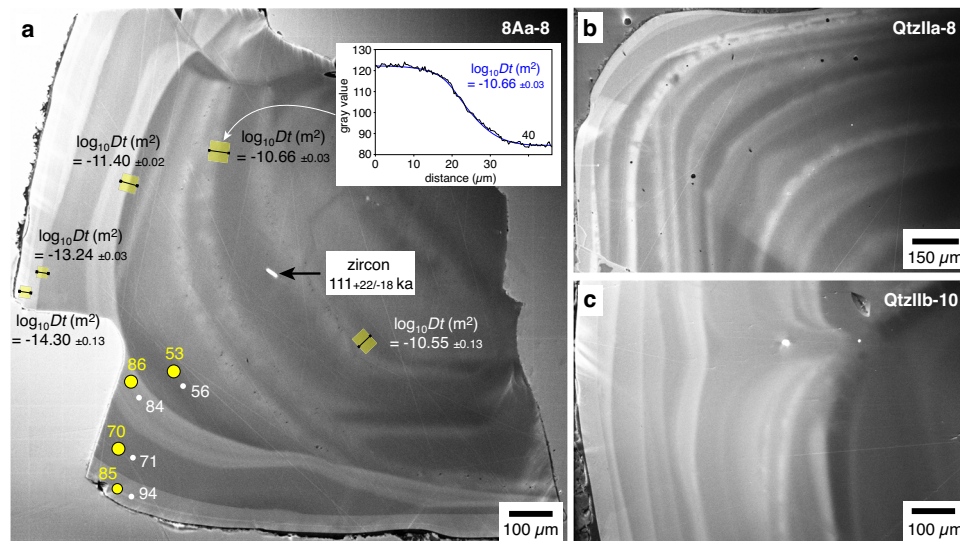 a
8Aa-8
130
120
110
100
90
80
gray value
0
10
20
30
40
distance (µm)
log₁₀Dt (m²)
= -10.66 ±0.03
40
log₁₀Dt (m²)
= -11.40 ±0.02
log₁₀Dt (m²)
= -10.66 ±0.03
log₁₀Dt (m²)
= -13.24 ±0.03
zircon
111+22/-18 ka
log₁₀Dt (m²)
= -14.30 ±0.13
log₁₀Dt (m²)
= -10.55 ±0.13
86
53
84
56
70
71
85
94
100 µm
b
QtzIIa-8
150 µm
c
QtzIIb-10
100 µm